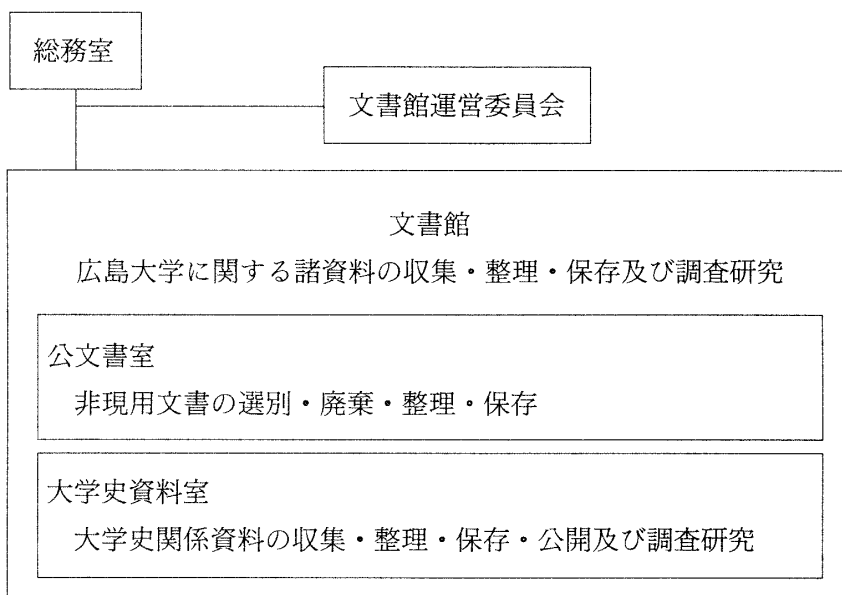 総務室
文書館運営委員会
文書館
広島大学に関する諸資料の収集・整理・保存及び調査研究
公文書室
非現用文書の選別・廃棄・整理・保存
大学史資料室
大学史関係資料の収集・整理・保存・公開及び調査研究